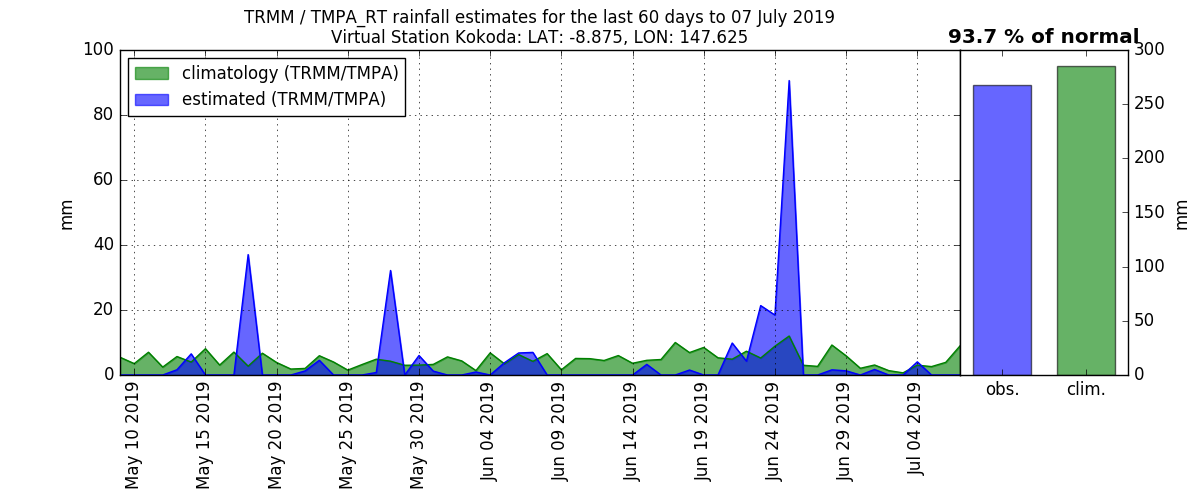 TRMM / TMPA_RT rainfall estimates for the last 60 days to 07 July 2019
Virtual Station Kokoda: LAT: -8.875, LON: 147.625
93.7 % of normal
climatology (TRMM/TMPA)
estimated (TRMM/TMPA)
100
80
60
40
20
0
mm
May 10 2019
May 15 2019
May 20 2019
May 25 2019
May 30 2019
Jun 04 2019
Jun 09 2019
Jun 14 2019
Jun 19 2019
Jun 24 2019
Jun 29 2019
Jul 04 2019
obs.
clim.
300
250
200
150
100
50
0
mm